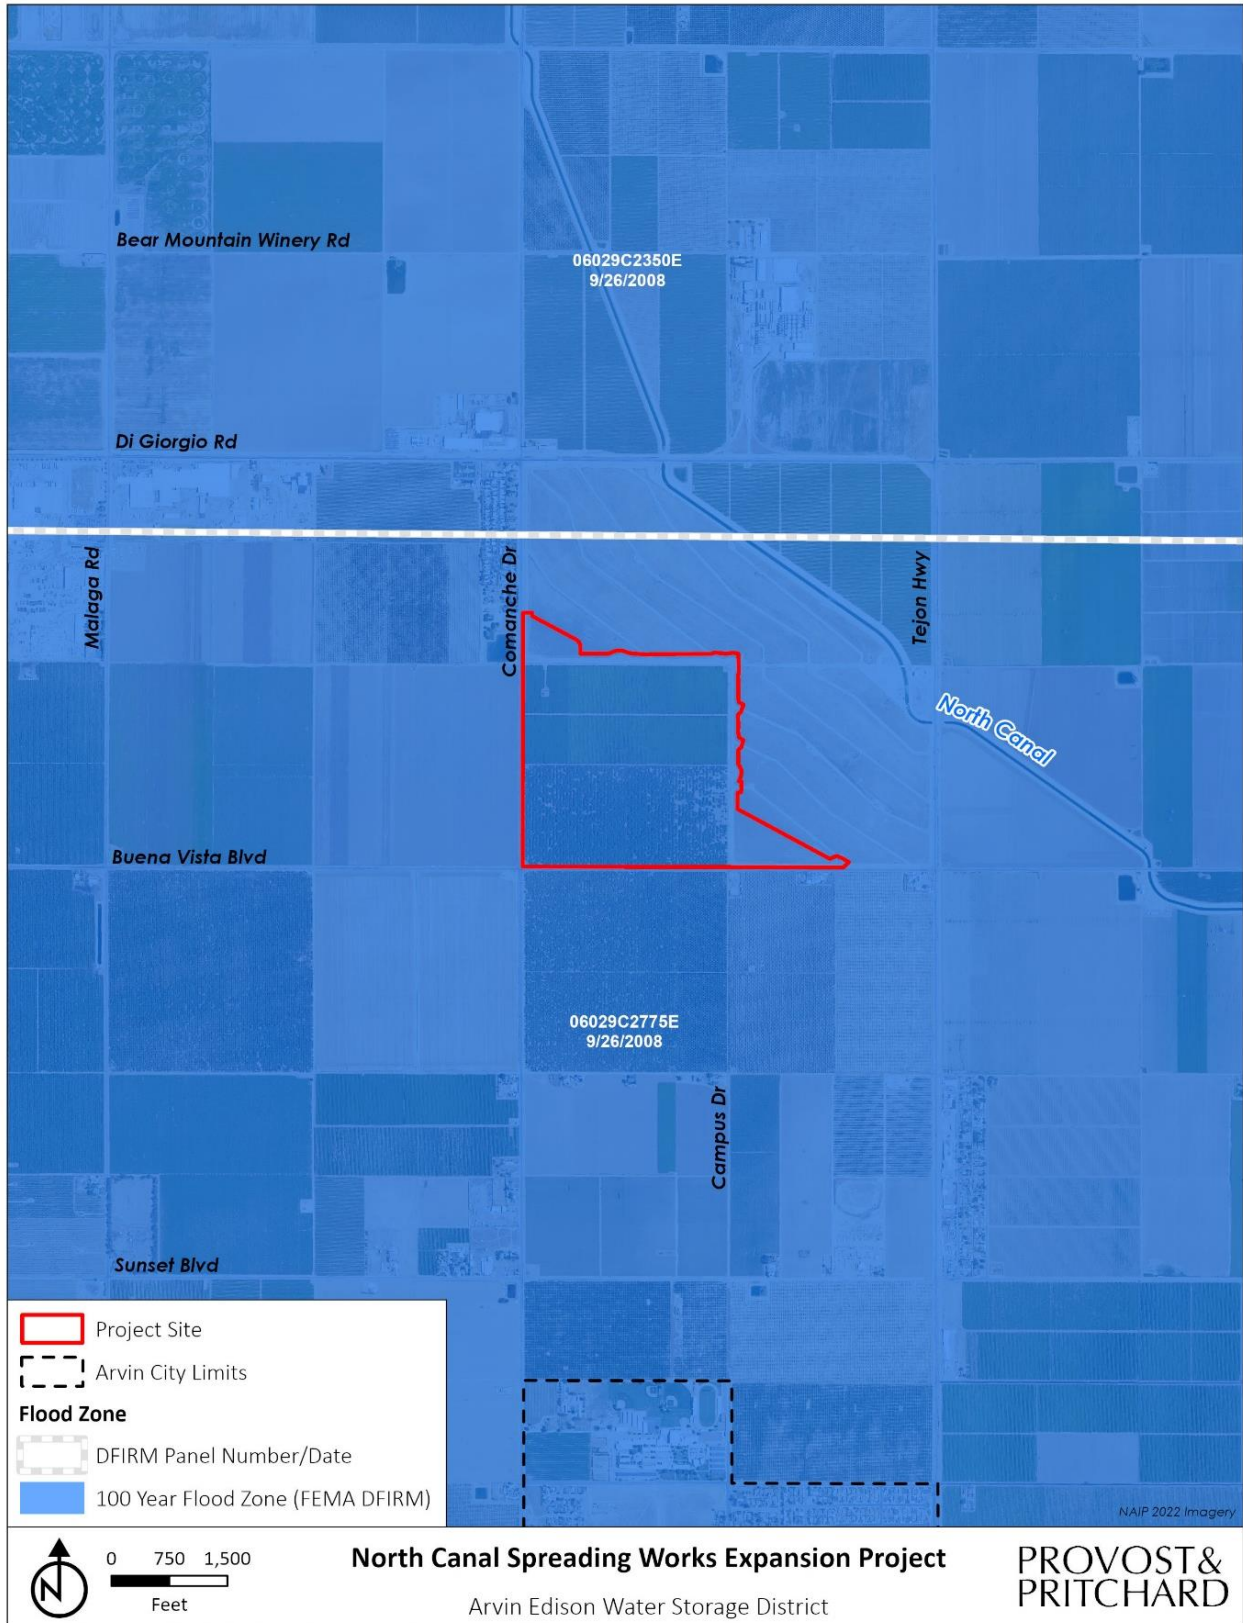 Bear Mountain Winery Rd
06029C2350E
9/26/2008
Di Giorgio Rd
Malaga Rd
Comanche Dr
Tejon Hwy
North Canal
Buena Vista Blvd
06029C2775E
9/26/2008
Campus Dr
Sunset Blvd
Project Site
Arvin City Limits
Flood Zone
DFIRM Panel Number/Date
100 Year Flood Zone (FEMA DFIRM)
NAIP 2022 Imagery
N
0 750 1,500
Feet
North Canal Spreading Works Expansion Project
Arvin Edison Water Storage District
PROVOST&
PRITCHARD